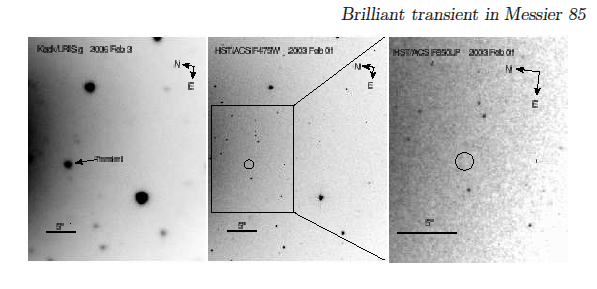 Brilliant transient in Messier 85
Keck/LRIS g 2006 Feb 3
N
E
Transient
5"
HST/ACS F475W 2003 Feb 01
N
E
5"
HST/ACS F850LP 2003 Feb 01
N
E
5"